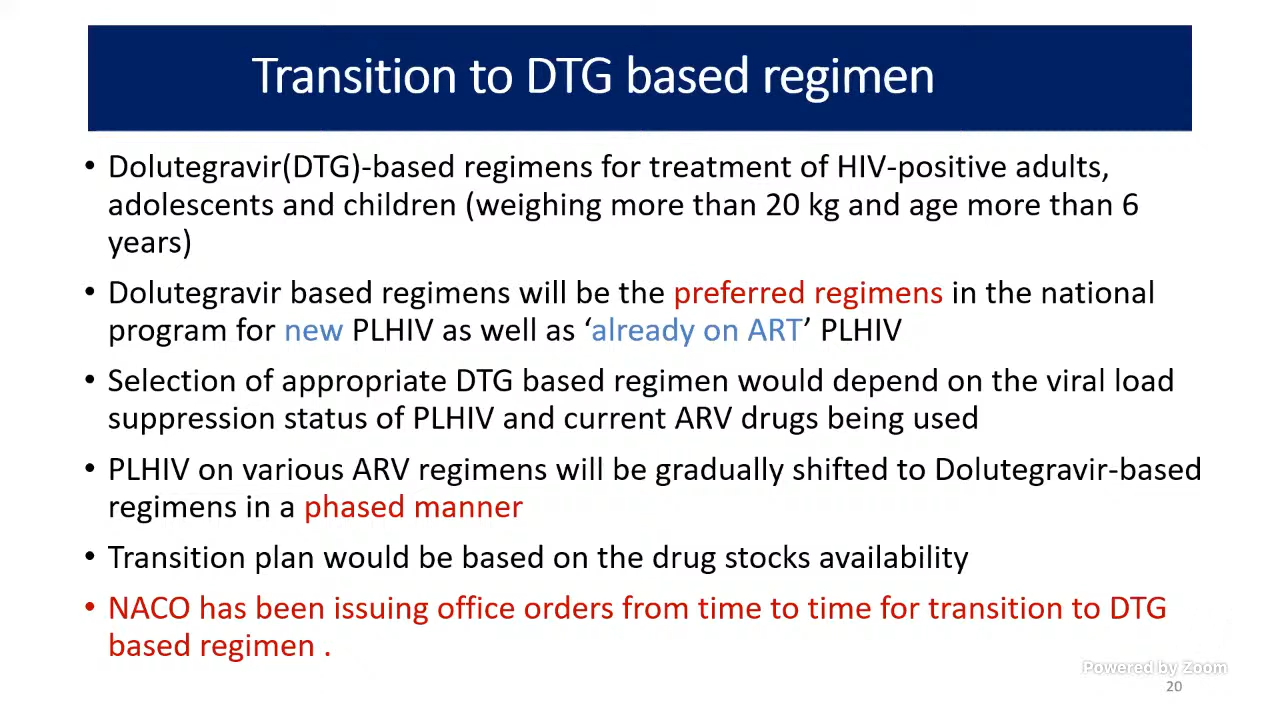 Transition to DTG based regimen
• Dolutegravir(DTG)-based regimens for treatment of HIV-positive adults,
adolescents and children (weighing more than 20 kg and age more than 6
years)
• Dolutegravir based regimens will be the preferred regimens in the national
program for new PLHIV as well as ‘already on ART’ PLHIV
• Selection of appropriate DTG based regimen would depend on the viral load
suppression status of PLHIV and current ARV drugs being used
• PLHIV on various ARV regimens will be gradually shifted to Dolutegravir-based
regimens in a phased manner
• Transition plan would be based on the drug stocks availability
• NACO has been issuing office orders from time to time for transition to DTG
based regimen .
Powered by Zoom
20